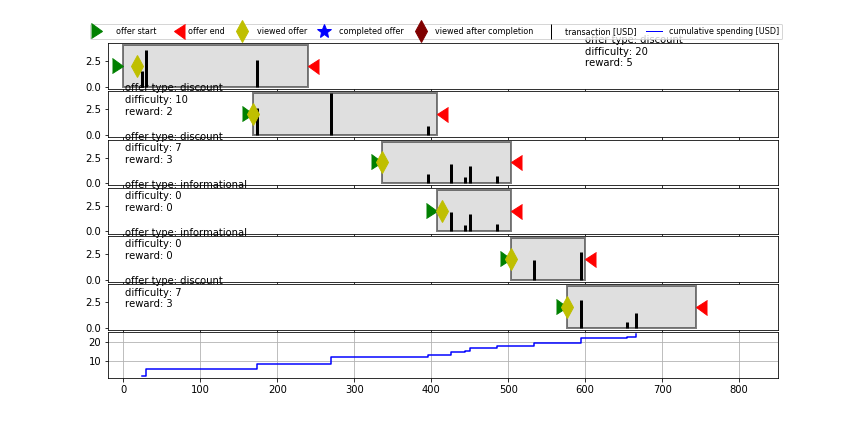 offer start offer end viewed offer completed offer viewed after completion transaction [USD] cumulative spending [USD]
offer type: discount
difficulty: 20
reward: 5
2.5
0.0
offer type: discount
difficulty: 10
reward: 2
2.5
0.0
offer type: discount
difficulty: 7
reward: 3
2.5
0.0
offer type: informational
difficulty: 0
reward: 0
2.5
0.0
offer type: informational
difficulty: 0
reward: 0
2.5
0.0
offer type: discount
difficulty: 7
reward: 3
2.5
0.0
20
10
0 100 200 300 400 500 600 700 800